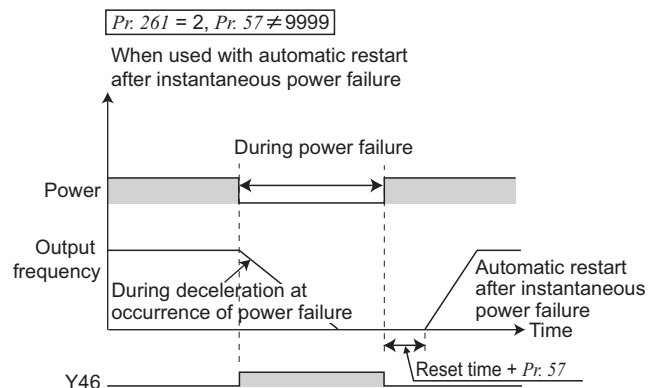 Pr. 261 = 2, Pr. 57 ≠ 9999
When used with automatic restart
after instantaneous power failure
During power failure
Power
Output
frequency
During deceleration at
occurrence of power failure
Automatic restart
after instantaneous
power failure
Time
Reset time + Pr. 57
Y46